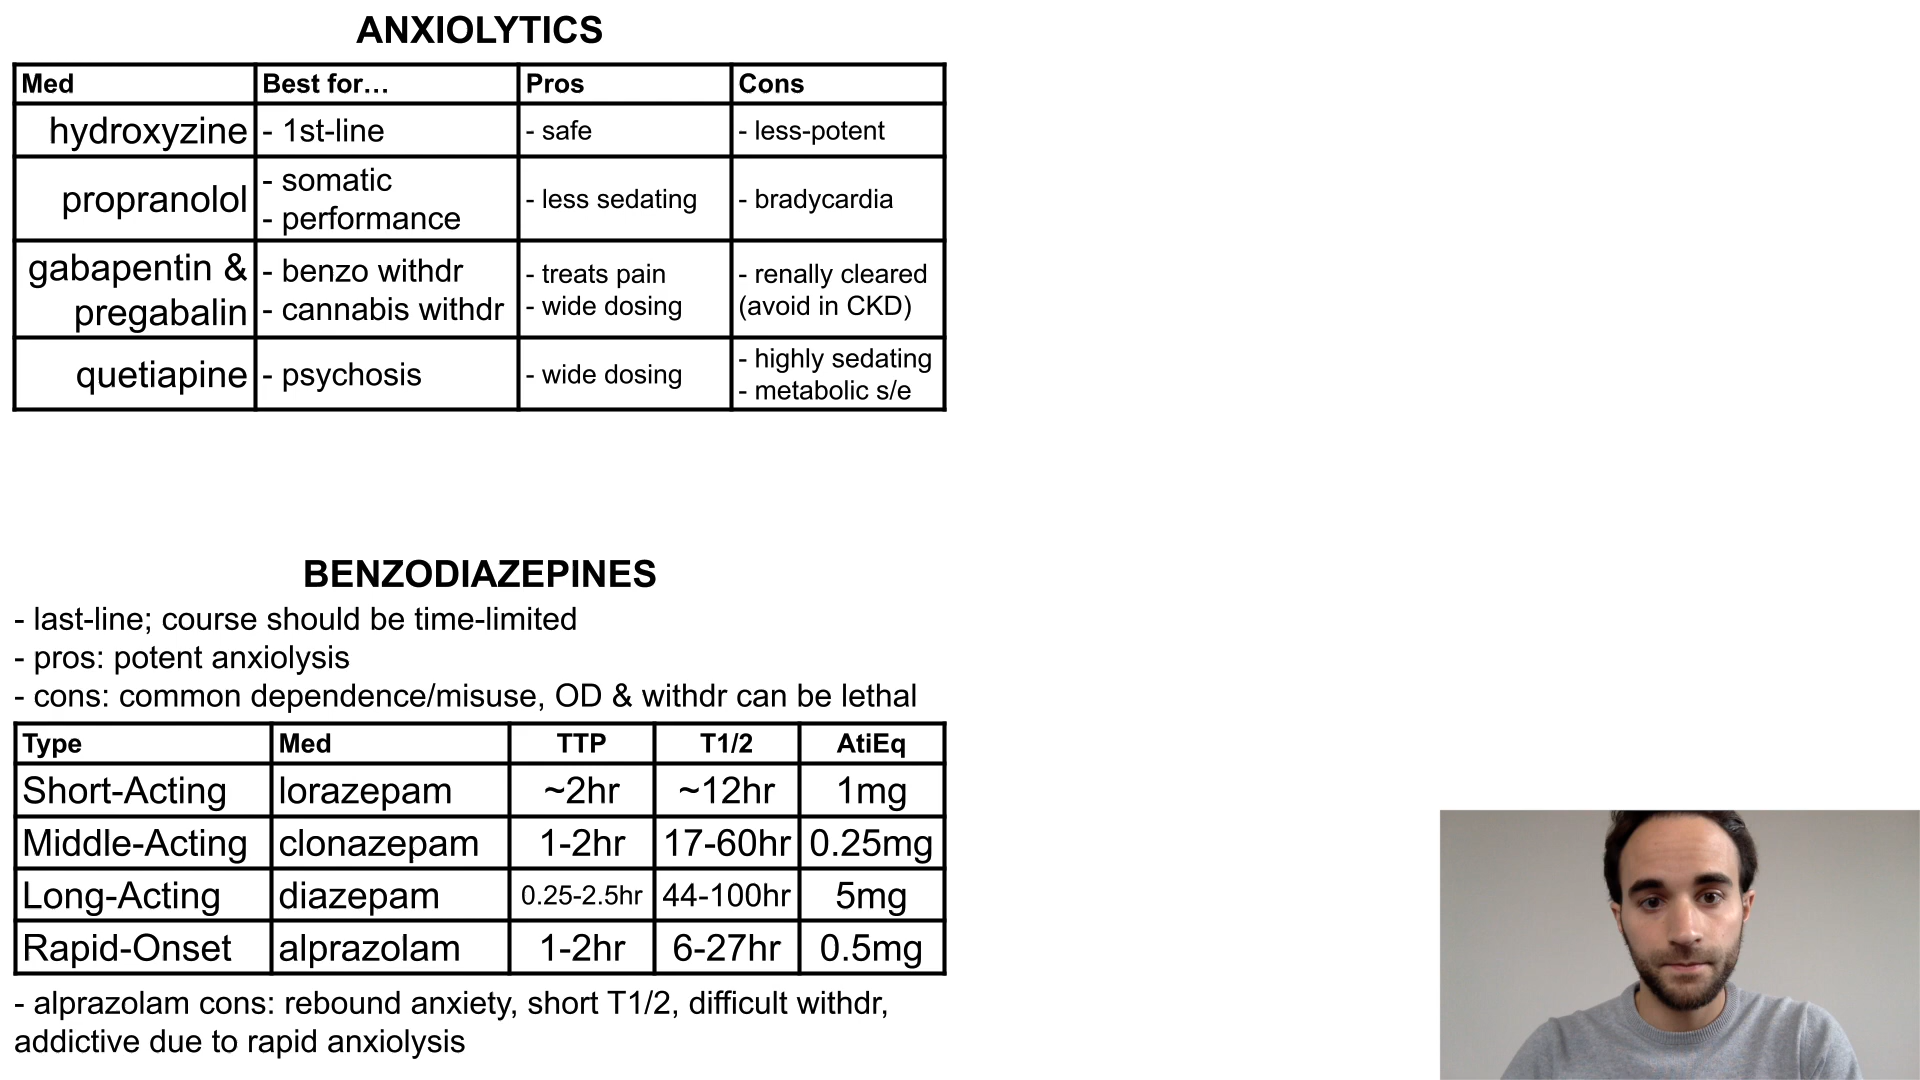 ANXIOLYTICS
Med Best for… Pros Cons
hydroxyzine - 1st-line - safe - less-potent
propranolol - somatic - less sedating - bradycardia
- performance
gabapentin & - benzo withdr - treats pain - renally cleared
pregabalin - cannabis withdr - wide dosing (avoid in CKD)
quetiapine - psychosis - wide dosing - highly sedating
- metabolic s/e
BENZODIAZEPINES
- last-line; course should be time-limited
- pros: potent anxiolysis
- cons: common dependence/misuse, OD & withdr can be lethal
Type Med TTP T1/2 AtiEq
Short-Acting lorazepam ~2hr ~12hr 1mg
Middle-Acting clonazepam 1-2hr 17-60hr 0.25mg
Long-Acting diazepam 0.25-2.5hr 44-100hr 5mg
Rapid-Onset alprazolam 1-2hr 6-27hr 0.5mg
- alprazolam cons: rebound anxiety, short T1/2, difficult withdr,
addictive due to rapid anxiolysis